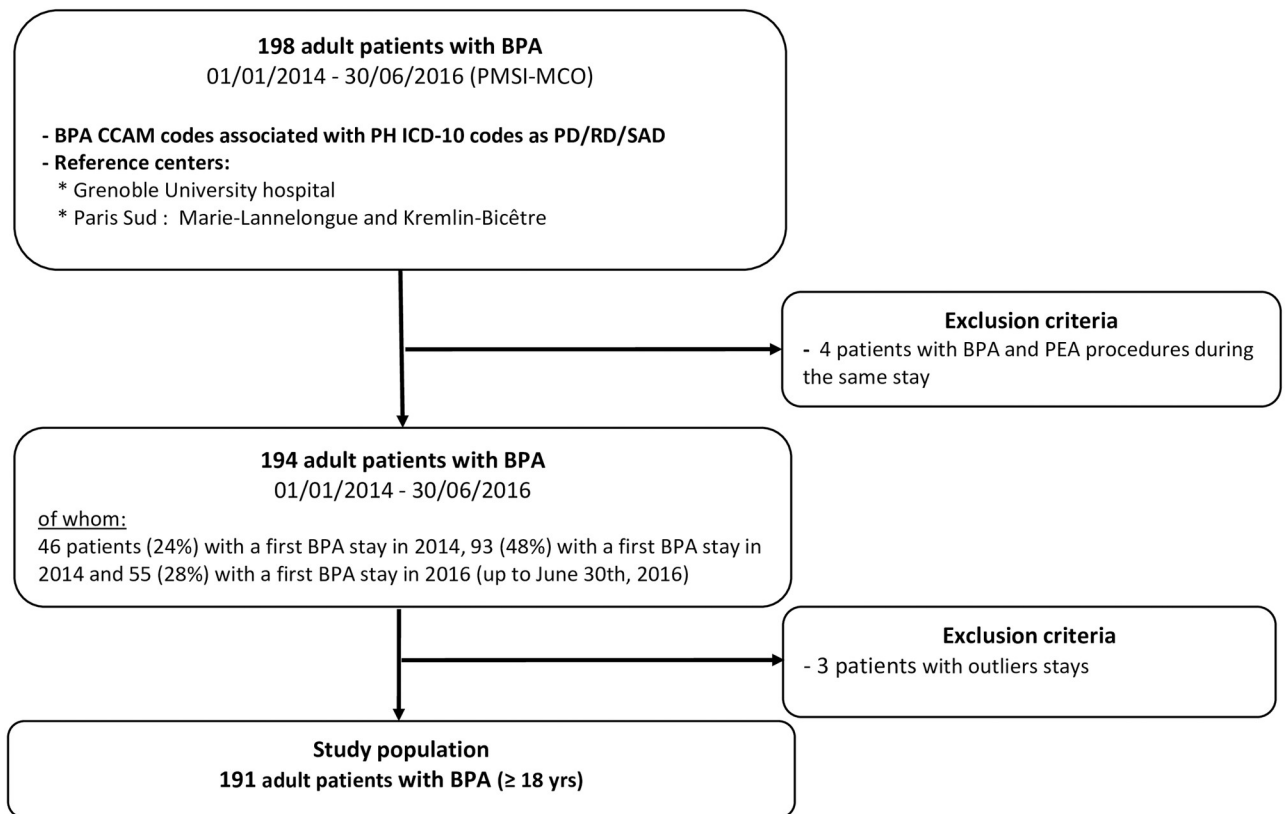 198 adult patients with BPA
01/01/2014 - 30/06/2016 (PMSI-MCO)
- BPA CCAM codes associated with PH ICD-10 codes as PD/RD/SAD
- Reference centers:
* Grenoble University hospital
* Paris Sud : Marie-Lannelongue and Kremlin-Bicêtre
Exclusion criteria
- 4 patients with BPA and PEA procedures during
the same stay
194 adult patients with BPA
01/01/2014 - 30/06/2016
of whom:
46 patients (24%) with a first BPA stay in 2014, 93 (48%) with a first BPA stay in
2014 and 55 (28%) with a first BPA stay in 2016 (up to June 30th, 2016)
Exclusion criteria
- 3 patients with outliers stays
Study population
191 adult patients with BPA (≥ 18 yrs)